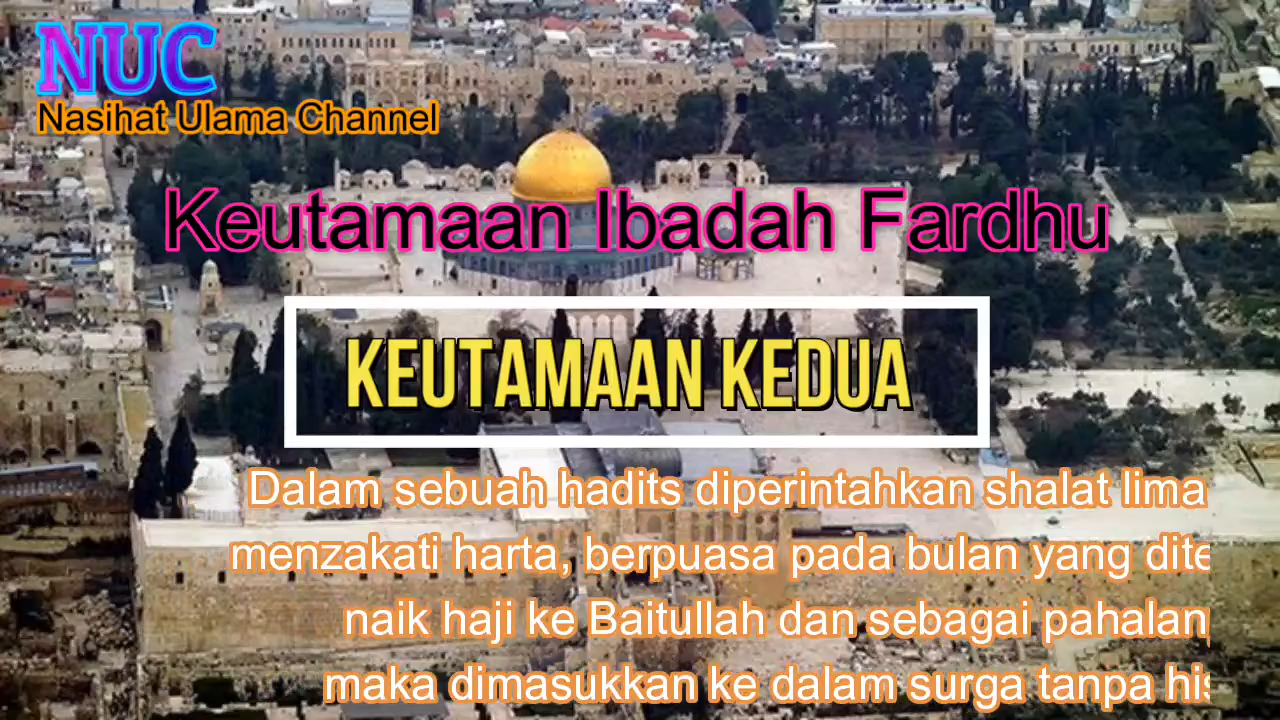 NUC
Nasihat Ulama Channel
Keutamaan Ibadah Fardhu
KEUTAMAAN KEDUA
Dalam sebuah hadits diperintahkan shalat lima
menzakati harta, berpuasa pada bulan yang
naik haji ke Baitullah dan sebagai
maka dimasukkan ke dalam surga tanpa